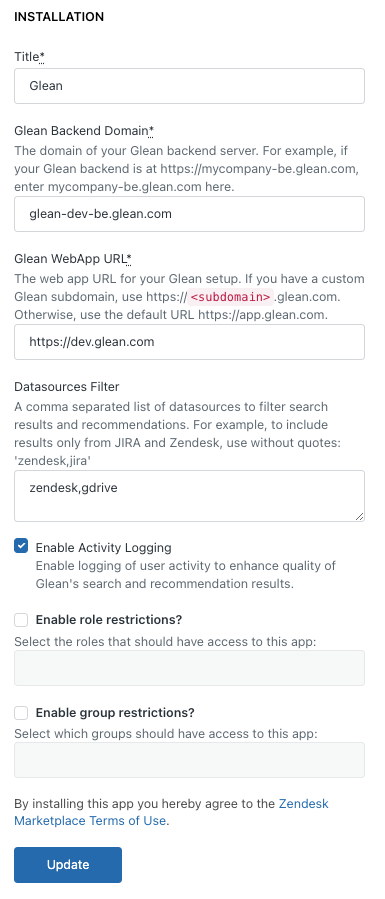 INSTALLATION
Title*
Glean
Glean Backend Domain*
The domain of your Glean backend server. For example, if
your Glean backend is at https://mycompany-be.glean.com,
enter mycompany-be.glean.com here.
glean-dev-be.glean.com
Glean WebApp URL*
The web app URL for your Glean setup. If you have a custom
Glean subdomain, use https://<subdomain>.glean.com.
Otherwise, use the default URL https://app.glean.com.
https://dev.glean.com
Datasources Filter
A comma separated list of datasources to filter search
results and recommendations. For example, to include
results only from JIRA and Zendesk, use without quotes:
'zendesk,jira'
zendesk,gdrive
Enable Activity Logging
Enable logging of user activity to enhance quality of
Glean's search and recommendation results.
Enable role restrictions?
Select the roles that should have access to this app:
Enable group restrictions?
Select which groups should have access to this app:
By installing this app you hereby agree to the Zendesk
Marketplace Terms of Use.
Update